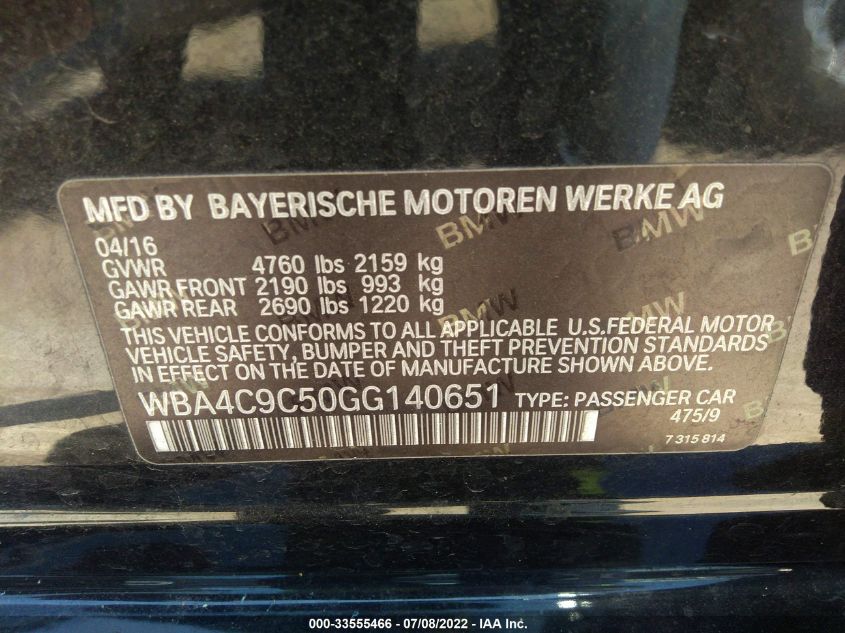 MFD BY BAYERISCHE MOTOREN WERKE AG
04/16
GVWR 4760 lbs 2159 kg
GAWR FRONT 2190 lbs 993 kg
GAWR REAR 2690 lbs 1220 kg
THIS VEHICLE CONFORMS TO ALL APPLICABLE U.S.FEDERAL MOTOR
VEHICLE SAFETY, BUMPER AND THEFT PREVENTION STANDARDS
IN EFFECT ON THE DATE OF MANUFACTURE SHOWN ABOVE.
WBA4C9C50GG140651 TYPE: PASSENGER CAR
475/9
7 315 814
000-33555466 - 07/08/2022 - IAA Inc.